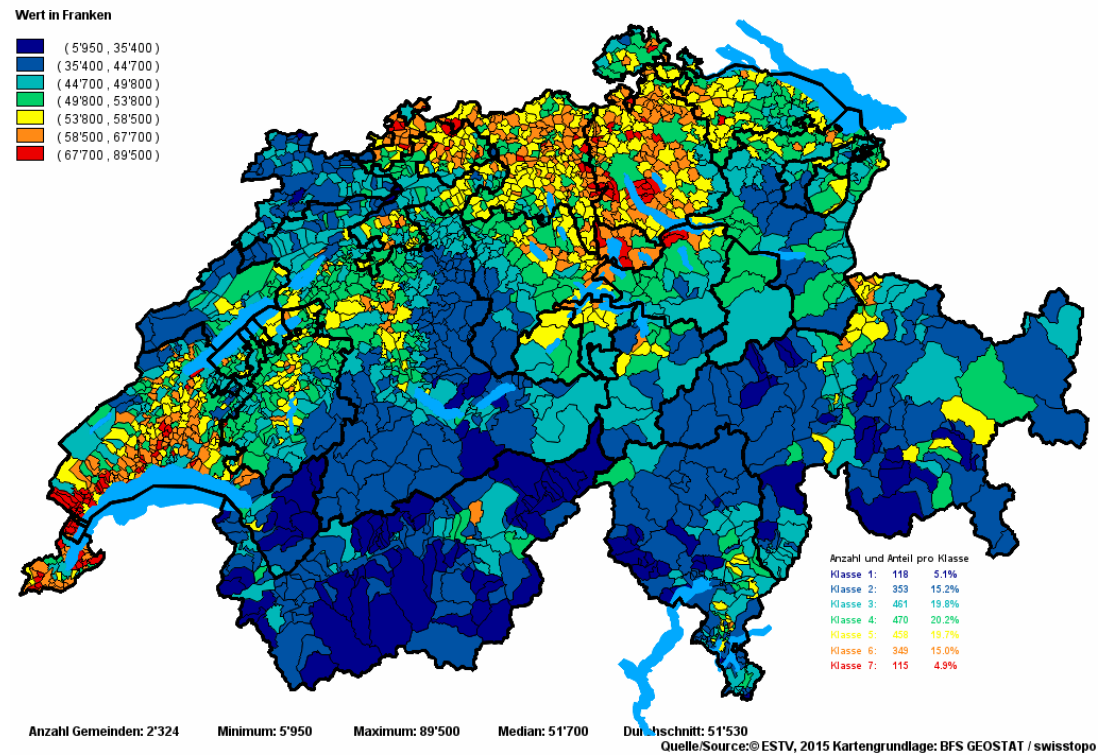 Wert in Franken
( 5'950 , 35'400 )
( 35'400 , 44'700 )
( 44'700 , 49'800 )
( 49'800 , 53'800 )
( 53'800 , 58'500 )
( 58'500 , 67'700 )
( 67'700 , 89'500 )
Anzahl und Anteil pro Klasse
Klasse 1: 118 5.1%
Klasse 2: 353 15.2%
Klasse 3: 461 19.8%
Klasse 4: 470 20.2%
Klasse 5: 458 19.7%
Klasse 6: 349 15.0%
Klasse 7: 115 4.9%
Anzahl Gemeinden: 2'324 Minimum: 5'950 Maximum: 89'500 Median: 51'700 Durchschnitt: 51'530
Quelle/Source:© ESTV, 2015 Kartengrundlage: BFS GEOSTAT / swisstopo